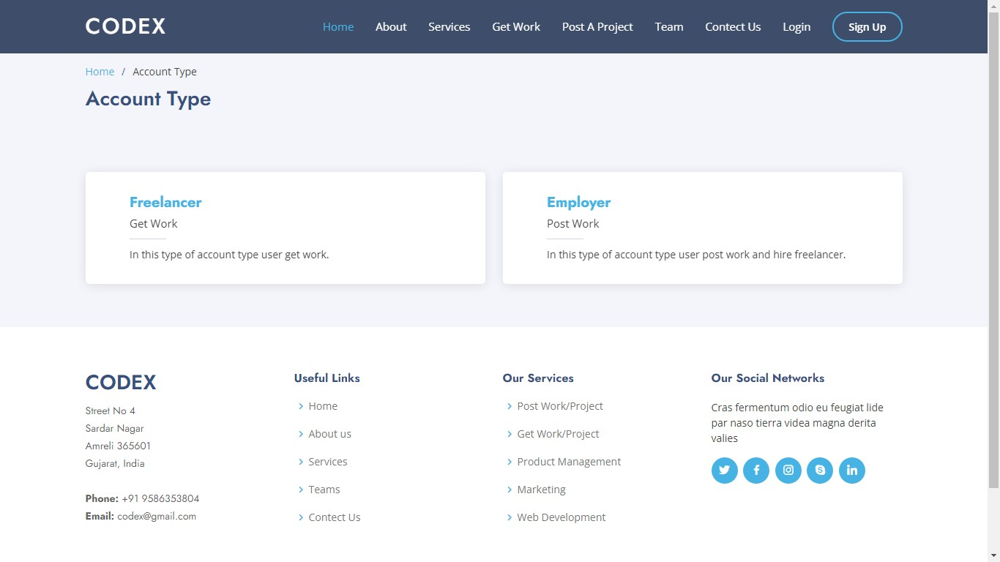 CODEX
Home About Services Get Work Post A Project Team Contect Us Login Sign Up
Home / Account Type
Account Type
Freelancer
Get Work
In this type of account type user get work.
Employer
Post Work
In this type of account type user post work and hire freelancer.
CODEX
Street No 4
Sardar Nagar
Amreli 365601
Gujarat, India
Phone: +91 9586353804
Email: codex@gmail.com
Useful Links
Home
About us
Services
Teams
Contect Us
Our Services
Post Work/Project
Get Work/Project
Product Management
Marketing
Web Development
Our Social Networks
Cras fermentum odio eu feugiat lide
par naso tierra videa magna derita
valies